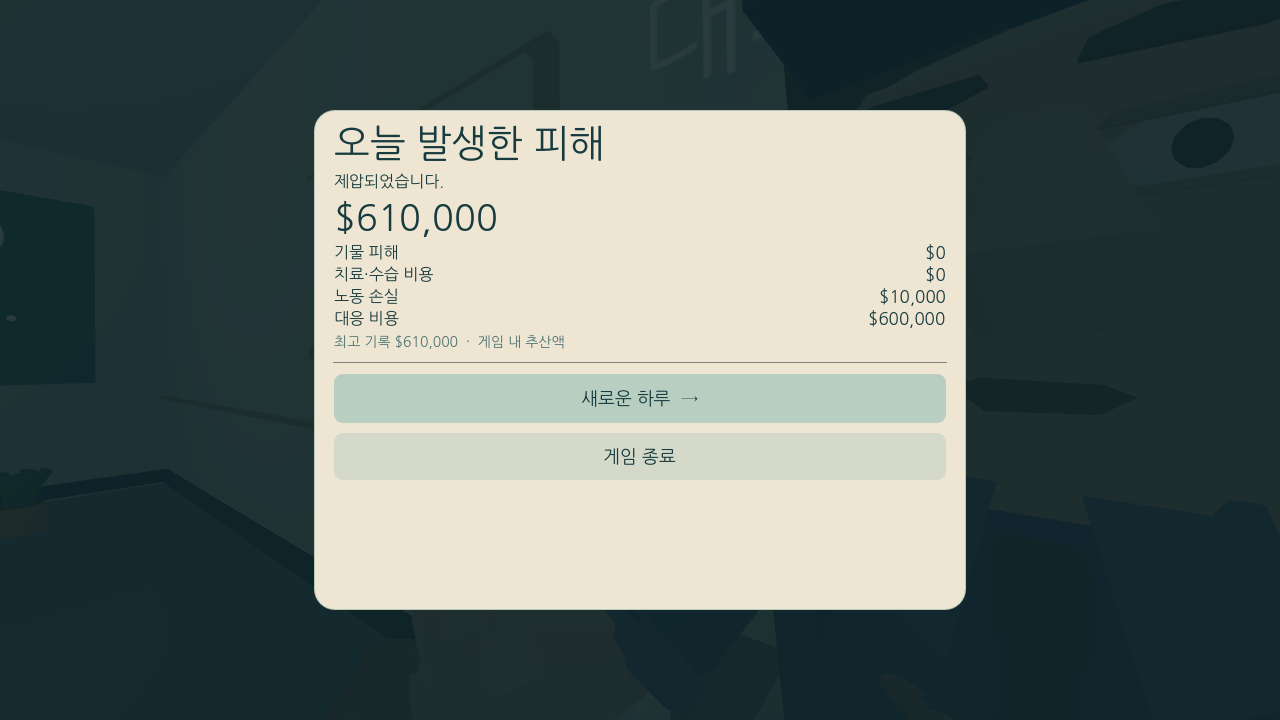 오늘 발생한 피해
제압되었습니다.
$610,000
기물 피해 $0
치료·수습 비용 $0
노동 손실 $10,000
대응 비용 $600,000
최고 기록 $610,000 · 게임 내 추산액
새로운 하루 →
게임 종료